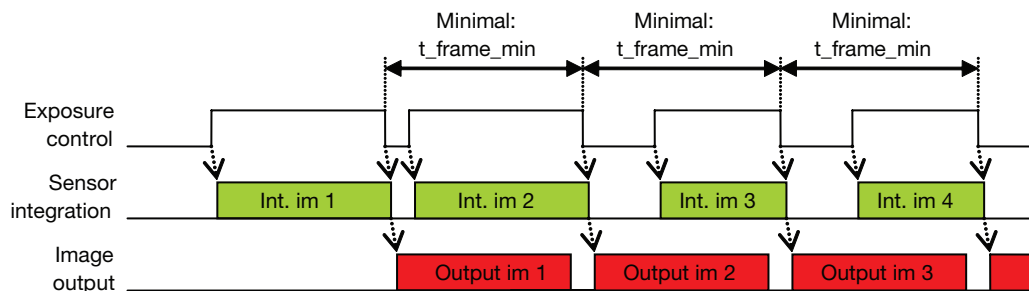 Minimal:
t_frame_min
Minimal:
t_frame_min
Minimal:
t_frame_min
Exposure
control
Sensor
integration
Int. im 1
Int. im 2
Int. im 3
Int. im 4
Image
output
Output im 1
Output im 2
Output im 3